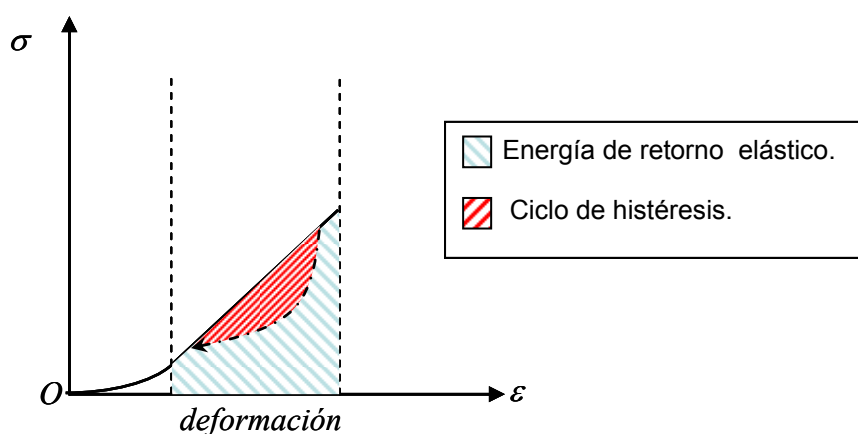 σ
Energía de retorno elástico.
Ciclo de histéresis.
O
ε
deformación